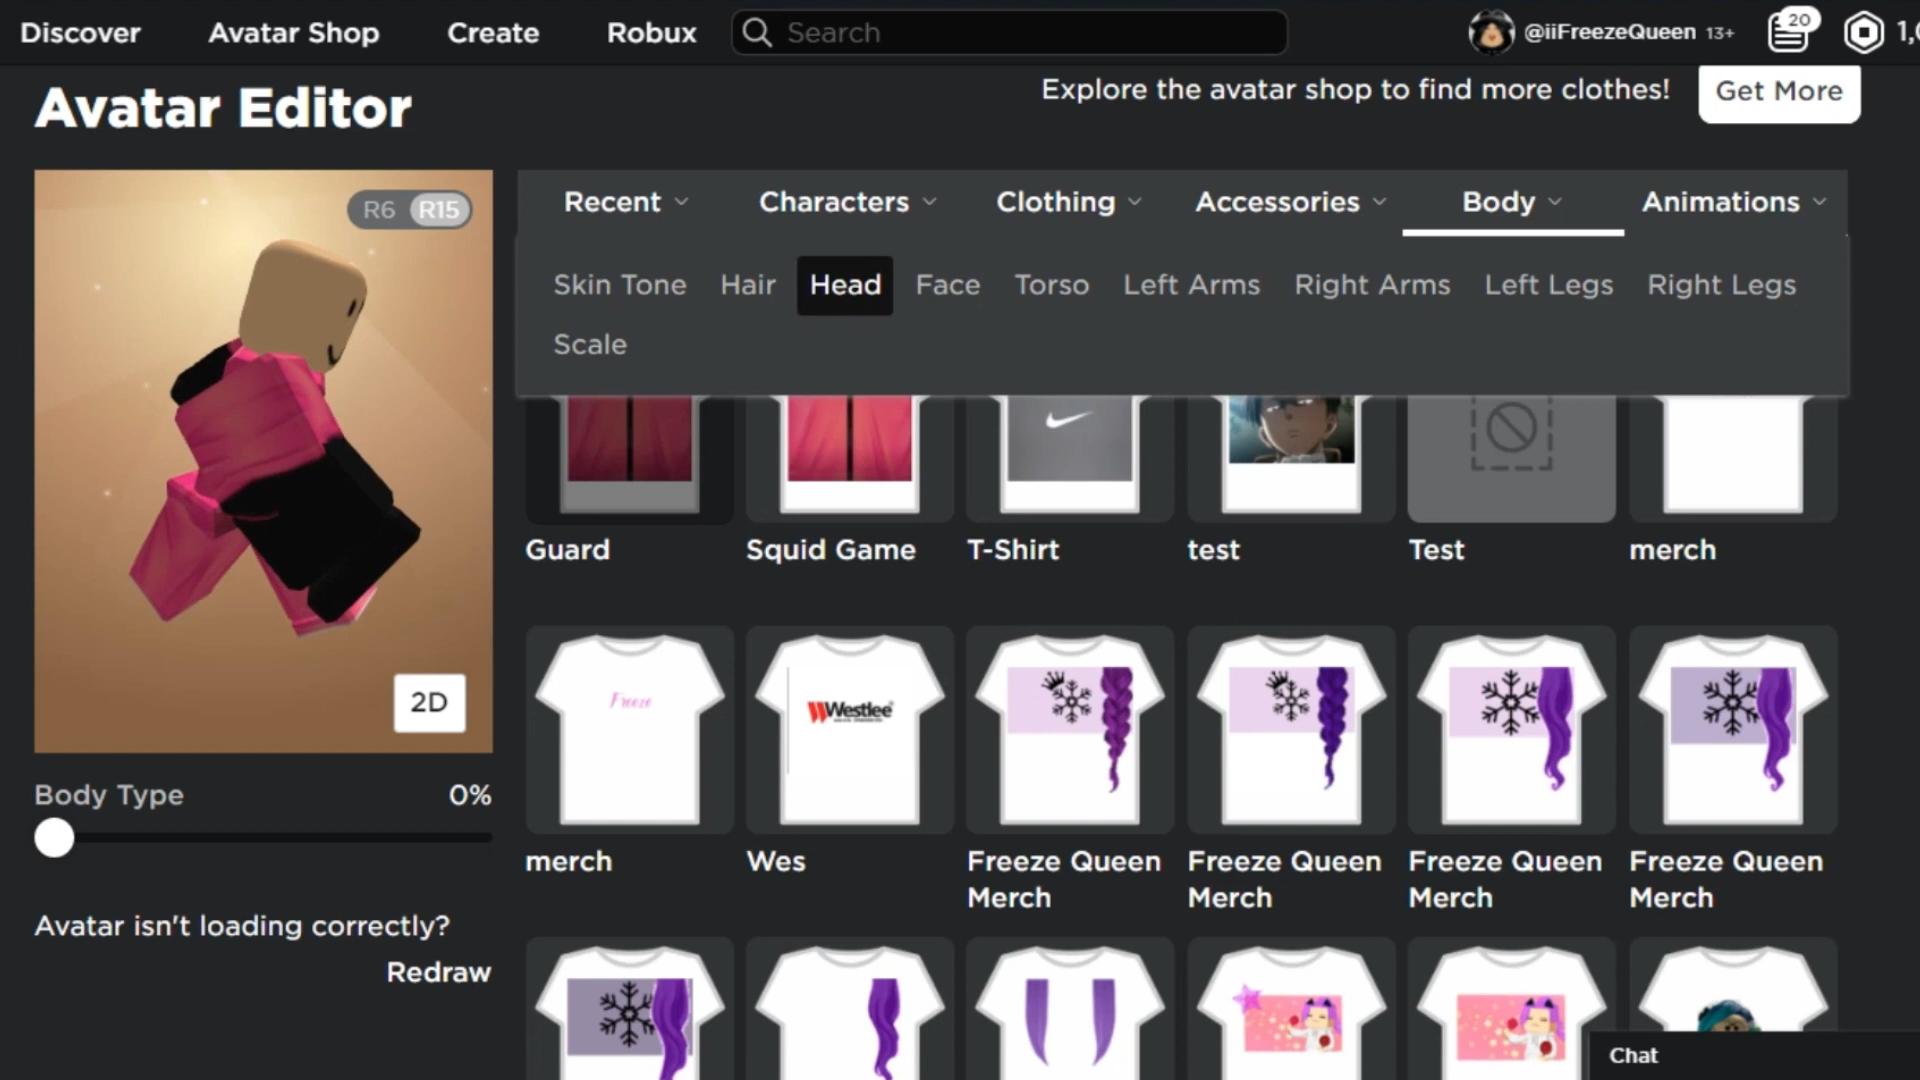 Discover Avatar Shop Create Robux Search @iiFreezeQueen 13+ 20
Avatar Editor
Explore the avatar shop to find more clothes! Get More
R6 R15
Recent Characters Clothing Accessories Body Animations
Skin Tone Hair Head Face Torso Left Arms Right Arms Left Legs Right Legs
Scale
Guard Squid Game T-Shirt test Test merch
2D
Freeze
Westlee
Body Type 0%
merch Wes Freeze Queen Freeze Queen Freeze Queen Freeze Queen
Merch Merch Merch Merch
Avatar isn't loading correctly?
Redraw
Chat